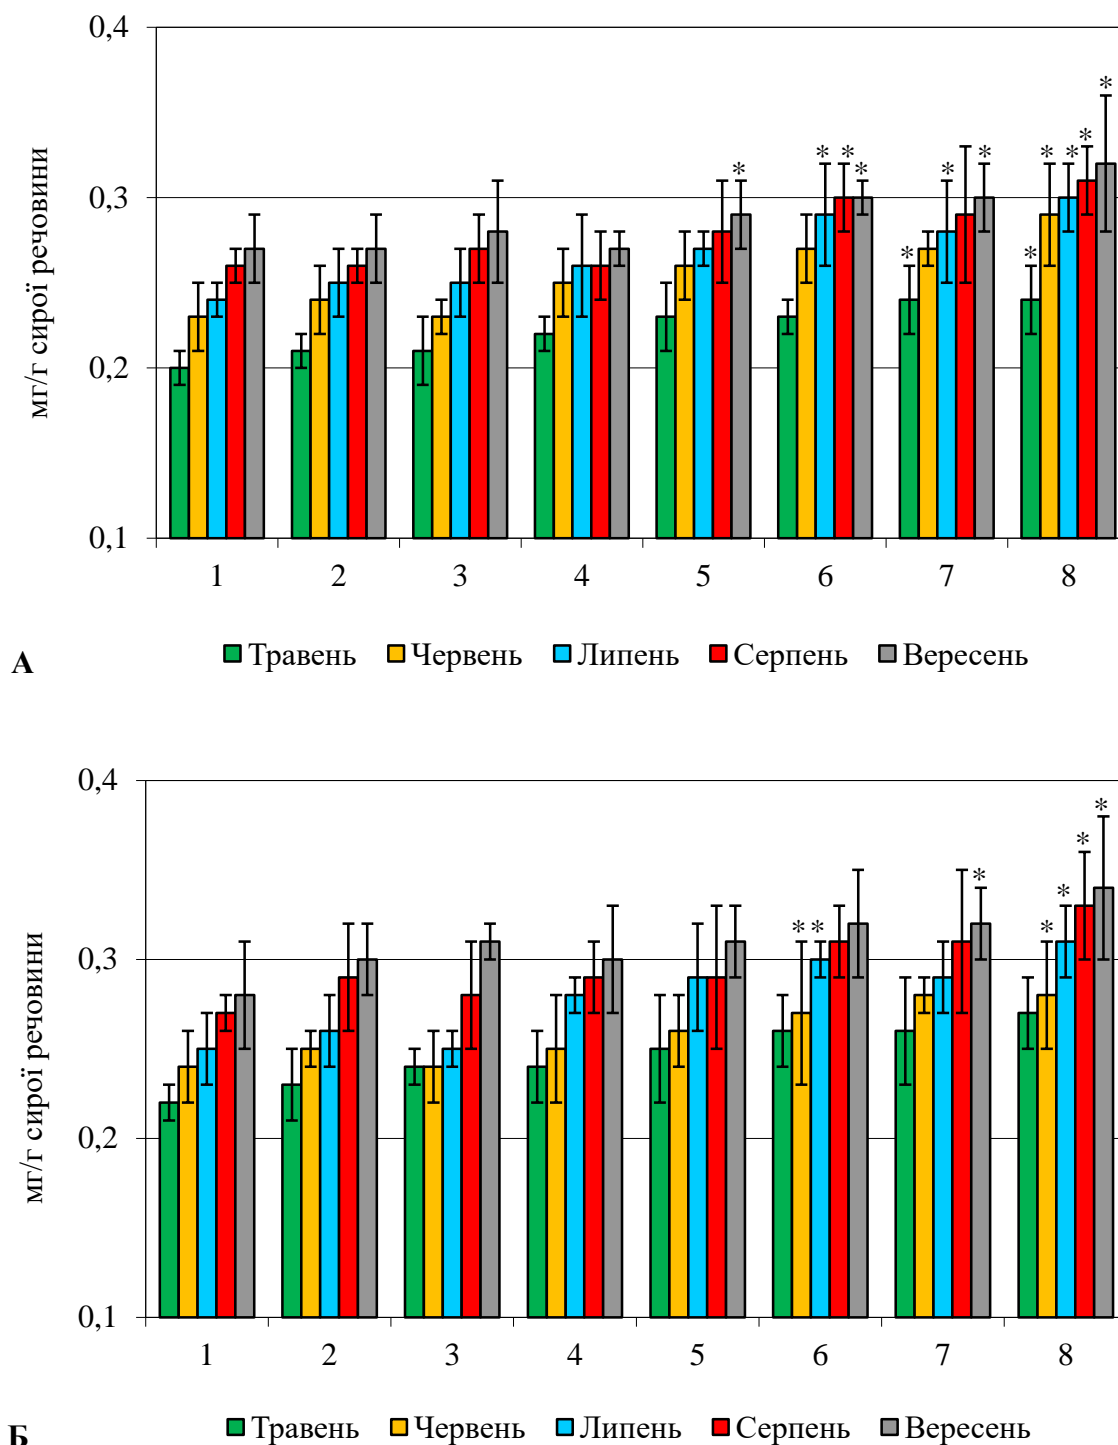 0,4
0,3
0,2
0,1
мг/г сирої речовини
* * * * * * * * * * * * *
1 2 3 4 5 6 7 8
Травень Червень Липень Серпень Вересень
А
0,4
0,3
0,2
0,1
мг/г сирої речовини
* * * * * * *
1 2 3 4 5 6 7 8
Травень Червень Липень Серпень Вересень
Б